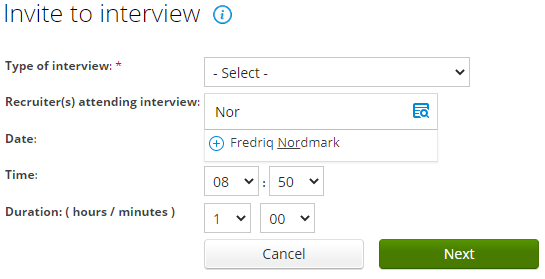 Invite to interview
Type of interview: * - Select -
Recruiter(s) attending interview: Nor
Fredriq Nordmark
Date:
Time: 08 : 50
Duration: ( hours / minutes ) 1 00
Cancel Next